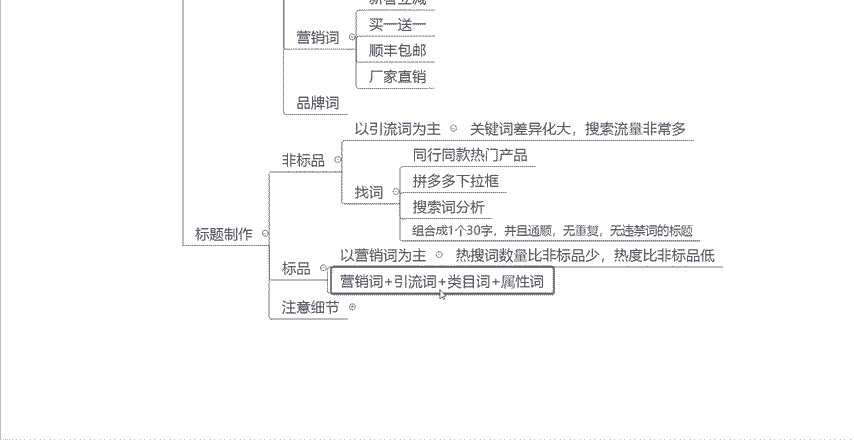 新客立减
买一送一
营销词
顺丰包邮
厂家直销
品牌词
以引流词为主 关键词差异化大，搜索流量非常多
非标品
同行同款热门产品
拼多多下拉框
找词
搜索词分析
组合成1个30字，并且通顺，无重复，无违禁词的标题
标题制作
以营销词为主 热搜词数量比非标品少，热度比非标品低
标品
营销词+引流词+类目词+属性词
注意细节